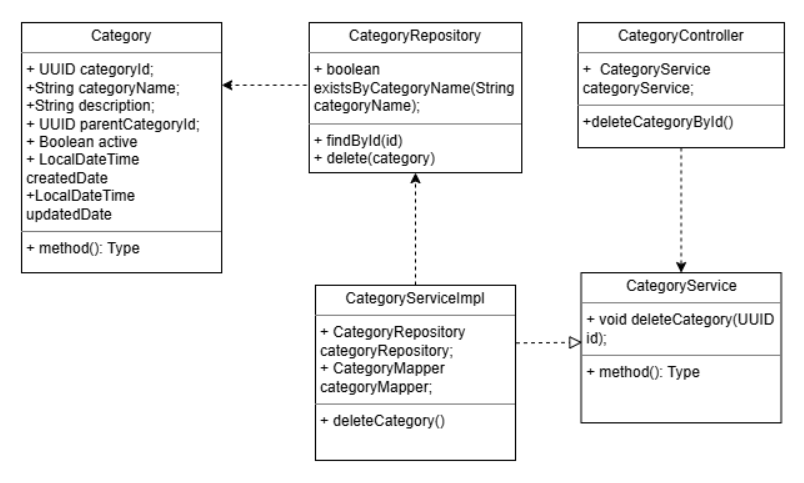 Category
+ UUID categoryId;
+String categoryName;
+String description;
+ UUID parentCategoryId;
+ Boolean active
+ LocalDateTime
createdDate
+LocalDateTime
updatedDate
+ method(): Type
CategoryRepository
+ boolean
existsByCategoryName(String
categoryName);
+ findById(id)
+ delete(category)
CategoryController
+  CategoryService
categoryService;
+deleteCategoryById()
CategoryServiceImpl
+ CategoryRepository
categoryRepository;
+ CategoryMapper
categoryMapper;
+ deleteCategory()
CategoryService
+ void deleteCategory(UUID
id);
+ method(): Type